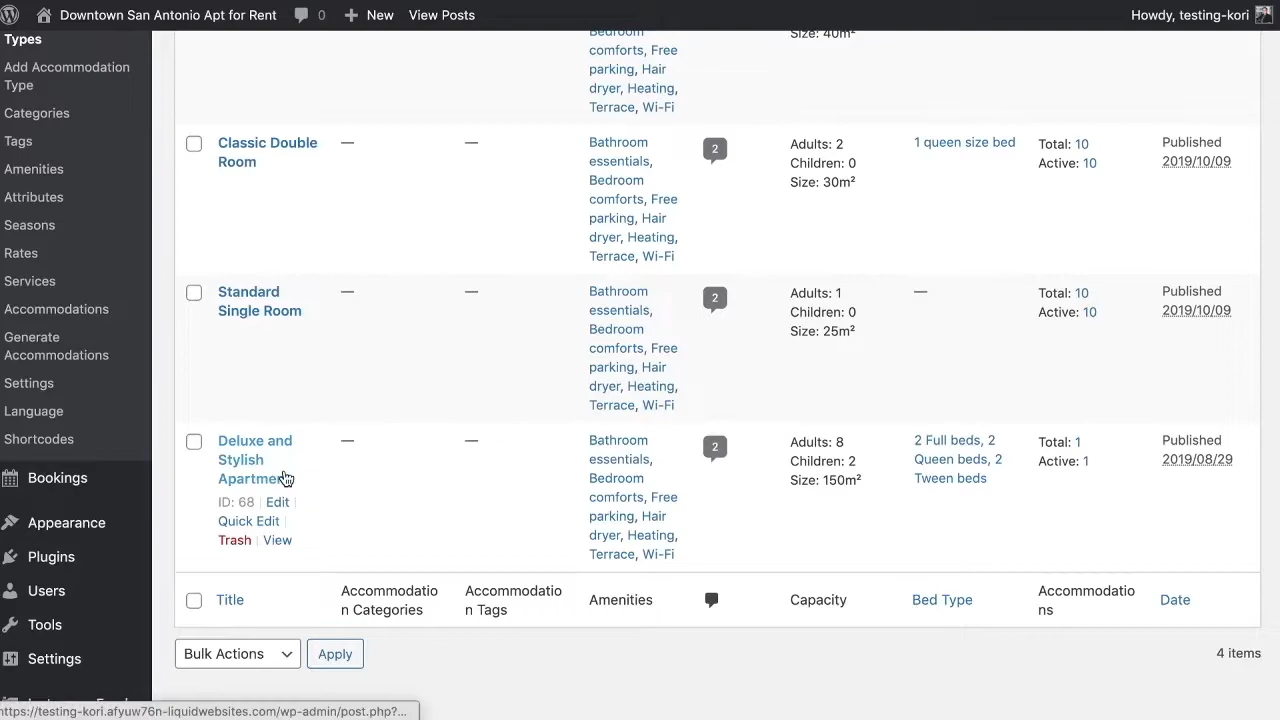 Downtown San Antonio Apt for Rent 0 New View Posts Howdy, testing-kori
Types
Add Accommodation
Type
Categories
Tags
Amenities
Attributes
Seasons
Rates
Services
Accommodations
Generate
Accommodations
Settings
Language
Shortcodes
Bookings
Appearance
Plugins
Users
Tools
Settings
Bedroom
comforts, Free
parking, Hair
dryer, Heating,
Terrace, Wi-Fi
Size: 40m²
Classic Double
Room
—
—
Bathroom
essentials,
Bedroom
comforts, Free
parking, Hair
dryer, Heating,
Terrace, Wi-Fi
2
Adults: 2
Children: 0
Size: 30m²
1 queen size bed
Total: 10
Active: 10
Published
2019/10/09
Standard
Single Room
—
—
Bathroom
essentials,
Bedroom
comforts, Free
parking, Hair
dryer, Heating,
Terrace, Wi-Fi
2
Adults: 1
Children: 0
Size: 25m²
—
Total: 10
Active: 10
Published
2019/10/09
Deluxe and
Stylish
Apartment
ID: 68 | Edit |
Quick Edit |
Trash | View
—
—
Bathroom
essentials,
Bedroom
comforts, Free
parking, Hair
dryer, Heating,
Terrace, Wi-Fi
2
Adults: 8
Children: 2
Size: 150m²
2 Full beds, 2
Queen beds, 2
Tween beds
Total: 1
Active: 1
Published
2019/08/29
Title
Accommodatio
n Categories
Accommodatio
n Tags
Amenities
Capacity
Bed Type
Accommodatio
ns
Date
Bulk Actions
Apply
4 items
https://testing-kori.afyuw76n-liquidwebsites.com/wp-admin/post.php?...